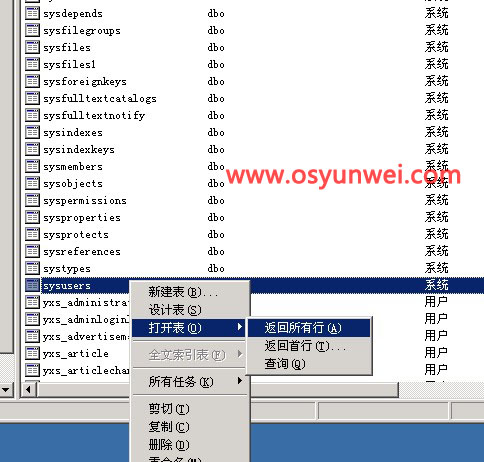 sysdepends dbo 系统
sysfilegroups dbo 系统
sysfiles dbo 系统
sysfiles1 dbo 系统
sysforeignkeys dbo 系统
sysfulltextcatalogs dbo 系统
sysfulltextnotify dbo 系统
sysindexes dbo 系统
sysindexkeys dbo 系统
sysmembers dbo 系统
sysobjects dbo 系统
www.osyunwei.com
syspermissions dbo 系统
sysproperties dbo 系统
sysprotects dbo 系统
sysreferences dbo 系统
systypes dbo 系统
sysusers 系统
yxs_administra 用户
yxs_adminlogin 用户
yxs_advertisem 用户
yxs_article 用户
yxs_articlecha 用户
新建表(B)...
设计表(S)
打开表(O)
返回所有行(A)
返回首行(T)...
查询(Q)
全文索引表(F)
所有任务(K)
剪切(T)
复制(C)
删除(D)